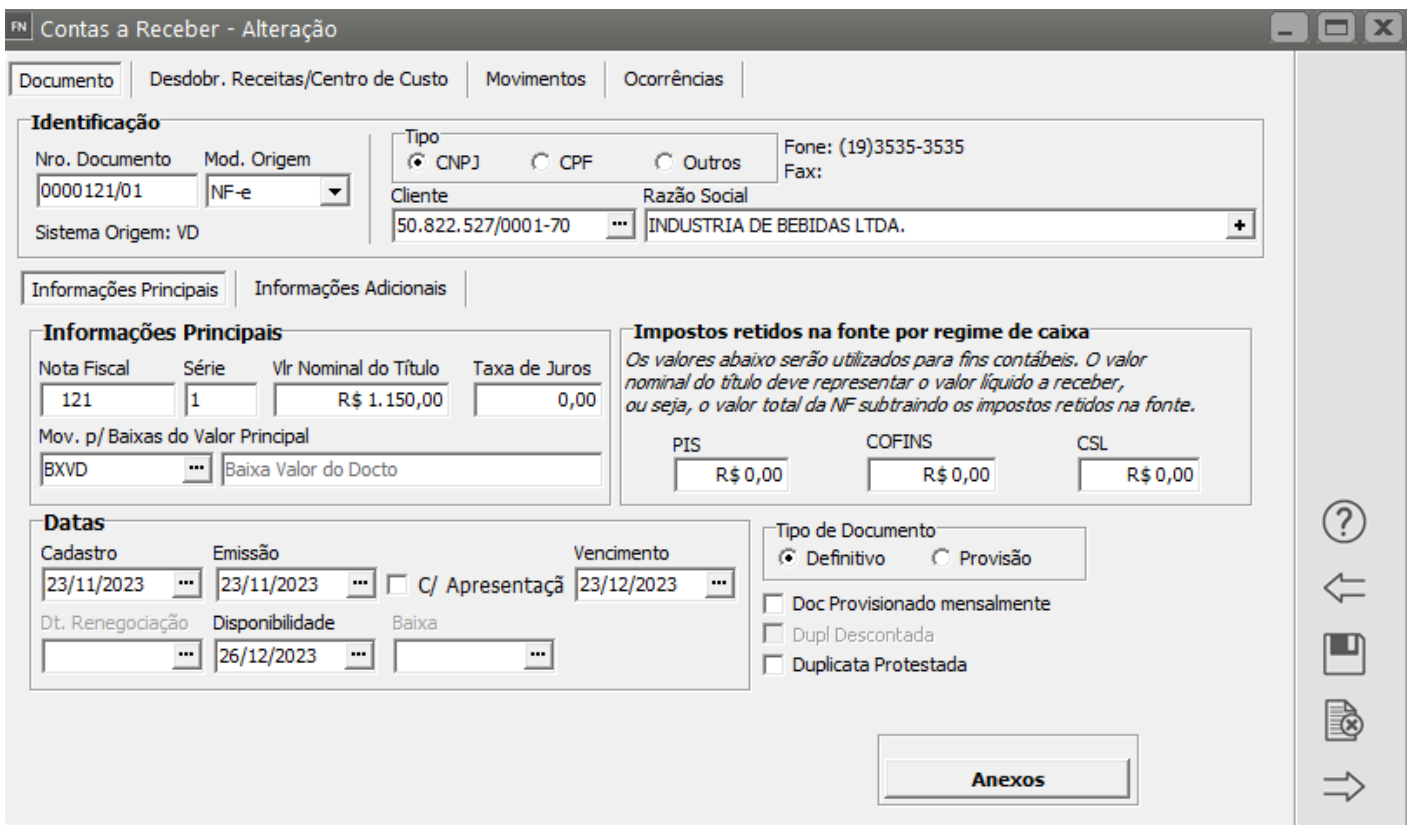 FN Contas a Receber - Alteração
Documento Desdobr. Receitas/Centro de Custo Movimentos Ocorrências
Identificação
Nro. Documento Mod. Origem
0000121/01 NF-e
Sistema Origem: VD
Tipo
CNPJ CPF Outros
Fone: (19)3535-3535
Fax:
Cliente Razão Social
50.822.527/0001-70 ... INDUSTRIA DE BEBIDAS LTDA. +
Informações Principais Informações Adicionais
Informações Principais
Nota Fiscal Série Vlr Nominal do Título Taxa de Juros
121 1 R$ 1.150,00 0,00
Mov. p/ Baixas do Valor Principal
BXVD ... Baixa Valor do Docto
Impostos retidos na fonte por regime de caixa
Os valores abaixo serão utilizados para fins contábeis. O valor
nominal do título deve representar o valor líquido a receber,
ou seja, o valor total da NF subtraindo os impostos retidos na fonte.
PIS COFINS CSL
R$ 0,00 R$ 0,00 R$ 0,00
Datas
Cadastro Emissão Vencimento
23/11/2023 ... 23/11/2023 ... C/ Apresentaçã 23/12/2023 ...
Dt. Renegociação Disponibilidade Baixa
... 26/12/2023 ... ...
Tipo de Documento
Definitivo Provisão
Doc Provisionado mensalmente
Dupl Descontada
Duplicata Protestada
Anexos
?